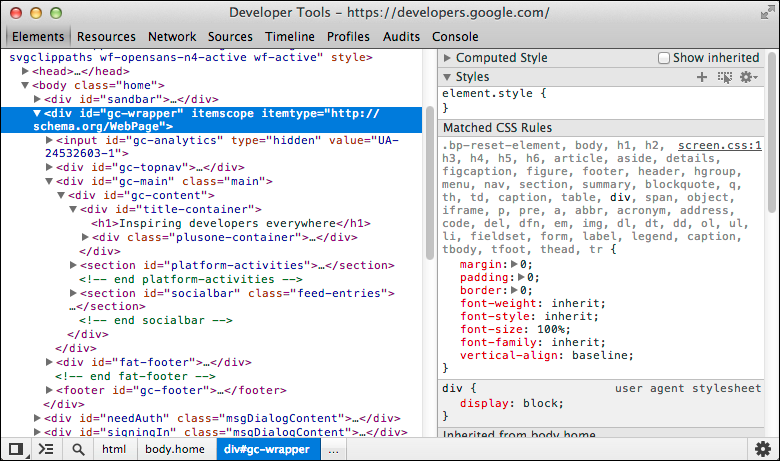 Developer Tools - https://developers.google.com/
Elements Resources Network Sources Timeline Profiles Audits Console
svgclippaths wf-opensans-n4-active wf-active" style>
▶<head>…</head>
▼<body class="home">
▶<div id="sandbar">…</div>
▼<div id="gc-wrapper" itemscope itemtype="http://
schema.org/WebPage">
▶<input id="gc-analytics" type="hidden" value="UA-
24532603-1">
▶<div id="gc-topnav">…</div>
▼<div id="gc-main" class="main">
▼<div id="gc-content">
▼<div id="title-container">
<h1>Inspiring developers everywhere</h1>
▶<div class="plusone-container">…</div>
</div>
▶<section id="platform-activities">…</section>
<!-- end platform-activities -->
▶<section id="socialbar" class="feed-entries">
…</section>
<!-- end socialbar -->
</div>
</div>
▶<div id="fat-footer">…</div>
<!-- end fat-footer -->
▶<footer id="gc-footer">…</footer>
</div>
▶<div id="needAuth" class="msgDialogContent">…</div>
▶<div id="signingIn" class="msgDialogContent">…</div>
▶Computed Style Show inherited
▼Styles
element.style {
}
Matched CSS Rules
.bp-reset-element, body, h1, h2, screen.css:1
h3, h4, h5, h6, article, aside, details,
figcaption, figure, footer, header, hgroup,
menu, nav, section, summary, blockquote, q,
th, td, caption, table, div, span, object,
iframe, p, pre, a, abbr, acronym, address,
code, del, dfn, em, img, dl, dt, dd, ol, ul,
li, fieldset, form, label, legend, caption,
tbody, tfoot, thead, tr {
margin:▶0;
padding:▶0;
border:▶0;
font-weight: inherit;
font-style: inherit;
font-size: 100%;
font-family: inherit;
vertical-align: baseline;
}
div { user agent stylesheet
display: block;
}
Inherited from body.home
html body.home div#gc-wrapper ...